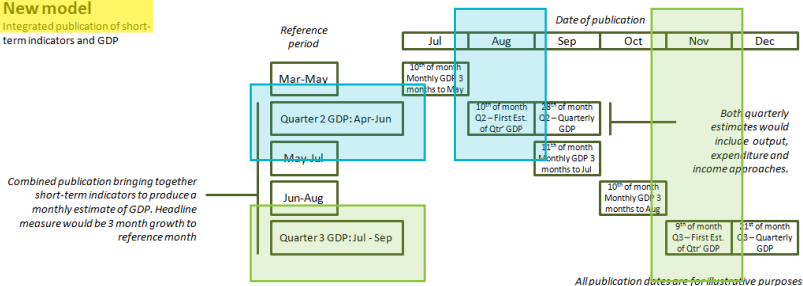 New model
Integrated publication of short-
term indicators and GDP
Reference
period
Date of publication
Jul
Aug
Sep
Oct
Nov
Dec
Mar-May
10th of month
Monthly GDP 3
months to May
Quarter 2 GDP: Apr-Jun
10th of month
Q2 – First Est.
of Qtr' GDP
28th of month
Q2 – Quarterly
GDP
Both quarterly
estimates would
include output,
expenditure and
income approaches.
May-Jul
11th of month
Monthly GDP 3
months to Jul
Combined publication bringing together
short-term indicators to produce a
monthly estimate of GDP. Headline
measure would be 3 month growth to
reference month
Jun-Aug
10th of month
Monthly GDP 3
months to Aug
Quarter 3 GDP: Jul - Sep
9th of month
Q3 – First Est.
of Qtr' GDP
21st of month
Q3 – Quarterly
GDP
All publication dates are for illustrative purposes